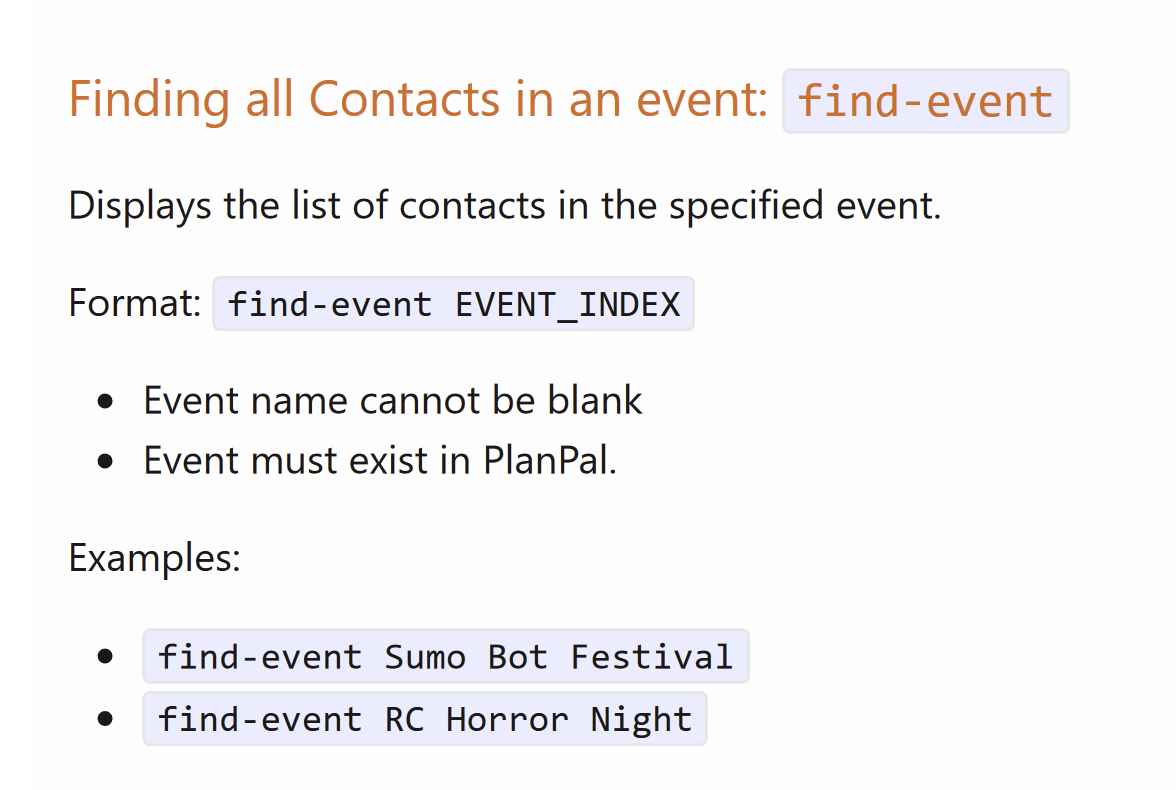 Finding all Contacts in an event: find-event
Displays the list of contacts in the specified event.
Format: find-event EVENT_INDEX
• Event name cannot be blank
• Event must exist in PlanPal.
Examples:
• find-event Sumo Bot Festival
• find-event RC Horror Night